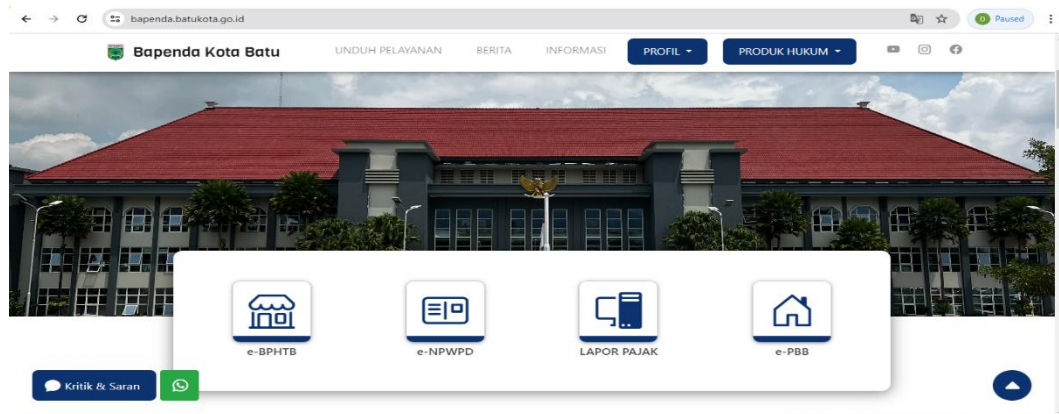 bapenda.batukota.go.id
D Paused
Bapenda Kota Batu UNDUH PELAYANAN BERITA INFORMASI PROFIL PRODUK HUKUM
e-BPHTB e-NPWPD LAPOR PAJAK e-PBB
Kritik & Saran